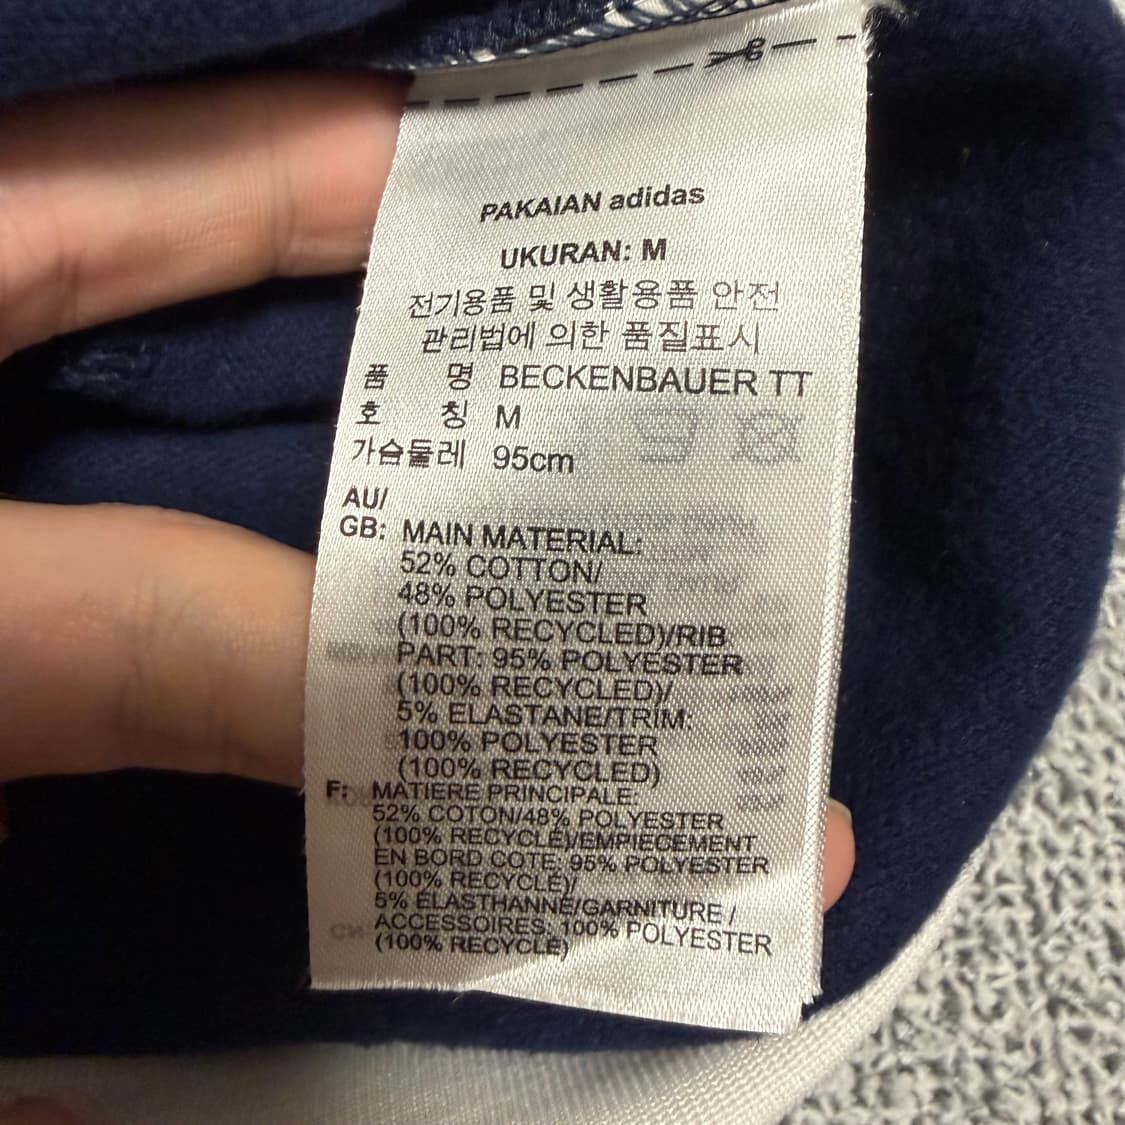 PAKAIAN adidas
UKURAN: M
전기용품 및 생활용품 안전
관리법에 의한 품질표시
품 명 BECKENBAUER TT
호 칭 M
가슴둘레 95cm
AU/
GB: MAIN MATERIAL:
52% COTTON/
48% POLYESTER
(100% RECYCLED)/RIB
PART: 95% POLYESTER
(100% RECYCLED)/
5% ELASTANE/TRIM:
100% POLYESTER
(100% RECYCLED)
F: MATIERE PRINCIPALE:
52% COTON/48% POLYESTER
(100% RECYCLÉ)/EMPIECEMENT
EN BORD COTE: 95% POLYESTER
(100% RECYCLÉ)/
5% ÉLASTHANNE/GARNITURE /
ACCESSOIRES: 100% POLYESTER
(100% RECYCLÉ)